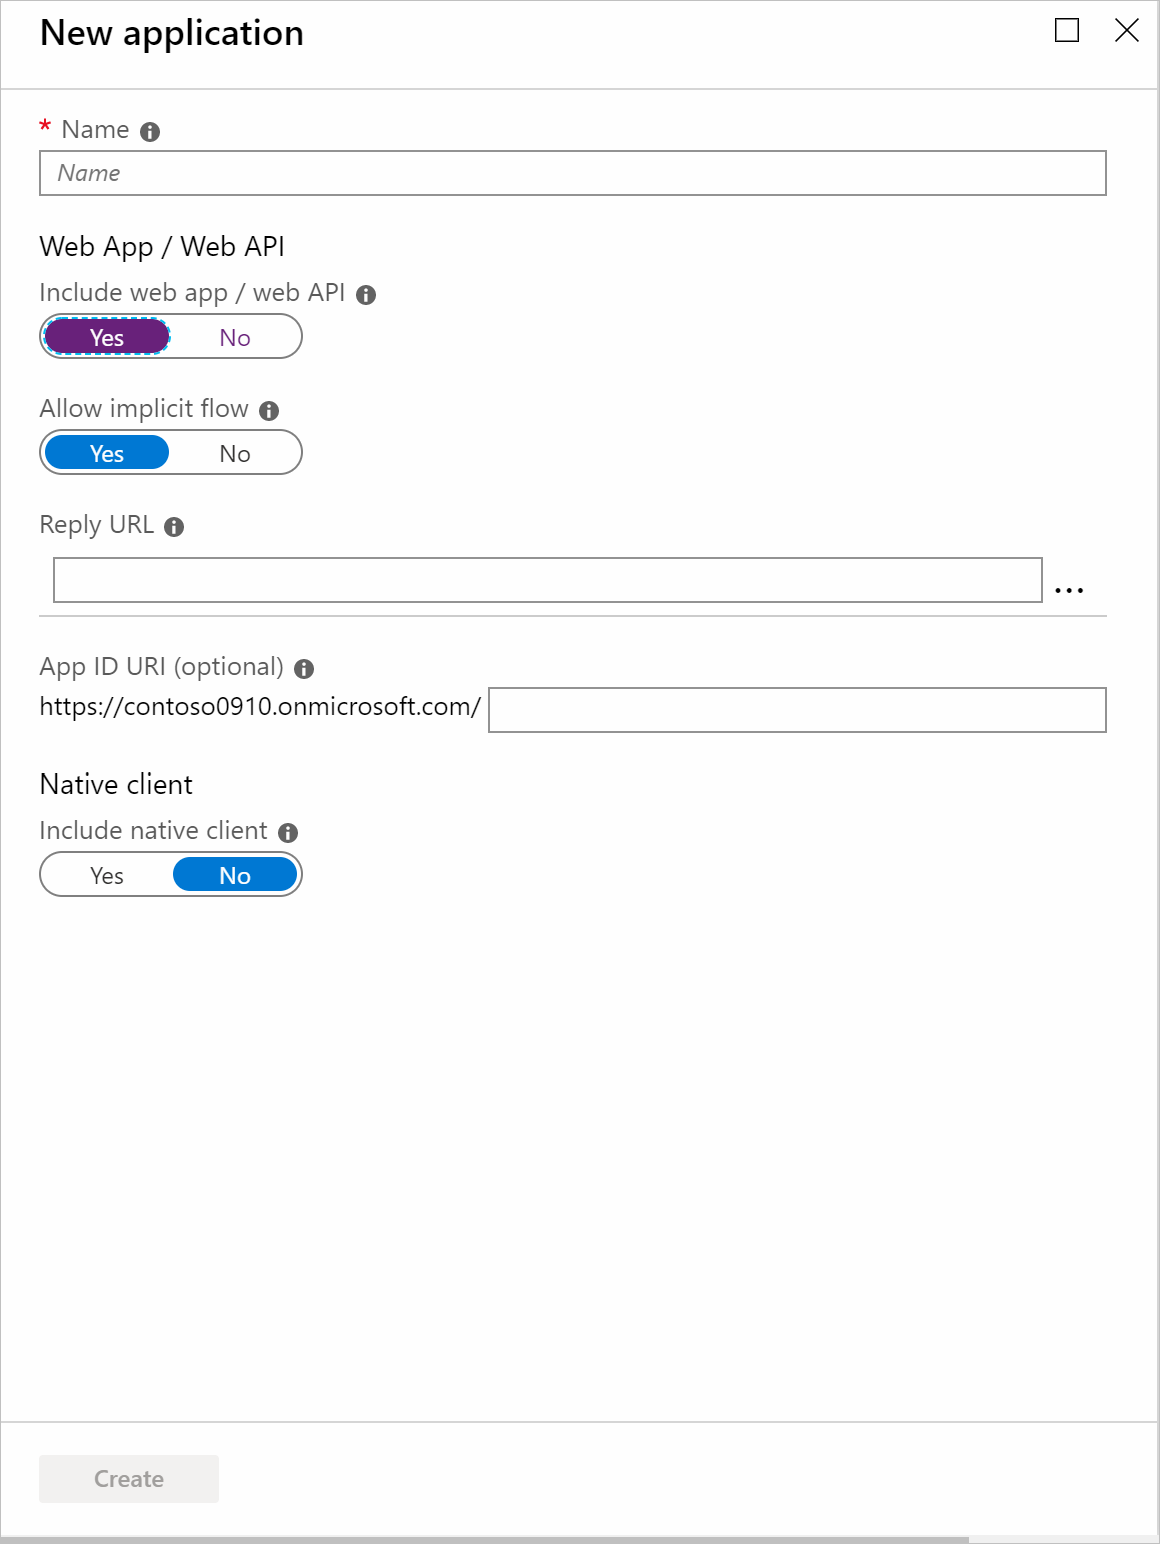 New application
* Name
Name
Web App / Web API
Include web app / web API
Yes No
Allow implicit flow
Yes No
Reply URL
...
App ID URI (optional)
https://contoso0910.onmicrosoft.com/
Native client
Include native client
Yes No
Create